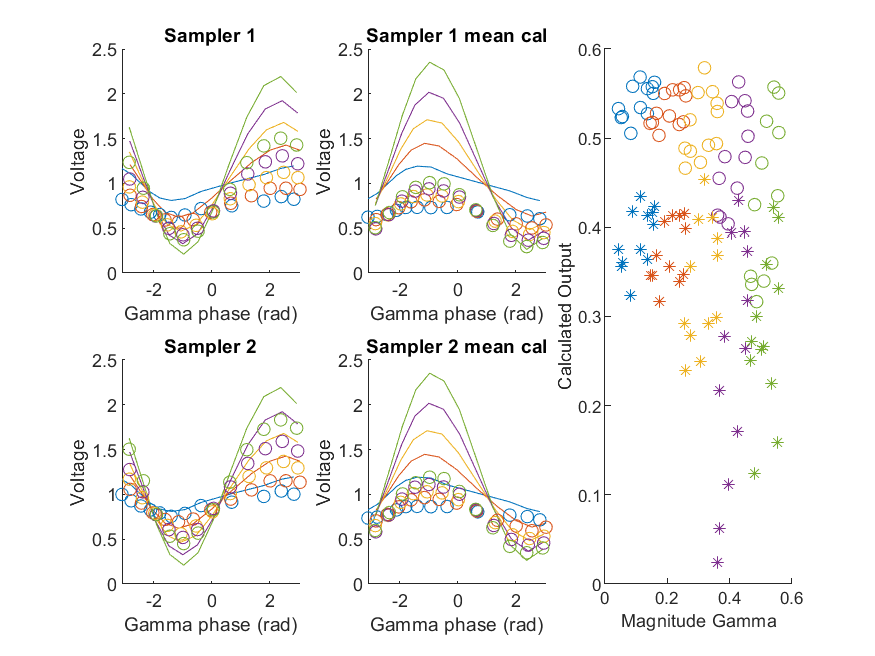 Sampler 1
2.5
2
1.5
1
0.5
0
Voltage
-2 0 2
Gamma phase (rad)
Sampler 1 mean cal
2.5
2
1.5
1
0.5
0
Voltage
-2 0 2
Gamma phase (rad)
Sampler 2
2.5
2
1.5
1
0.5
0
Voltage
-2 0 2
Gamma phase (rad)
Sampler 2 mean cal
2.5
2
1.5
1
0.5
0
Voltage
-2 0 2
Gamma phase (rad)
0.6
0.5
0.4
0.3
0.2
0.1
0
Calculated Output
0 0.2 0.4 0.6
Magnitude Gamma